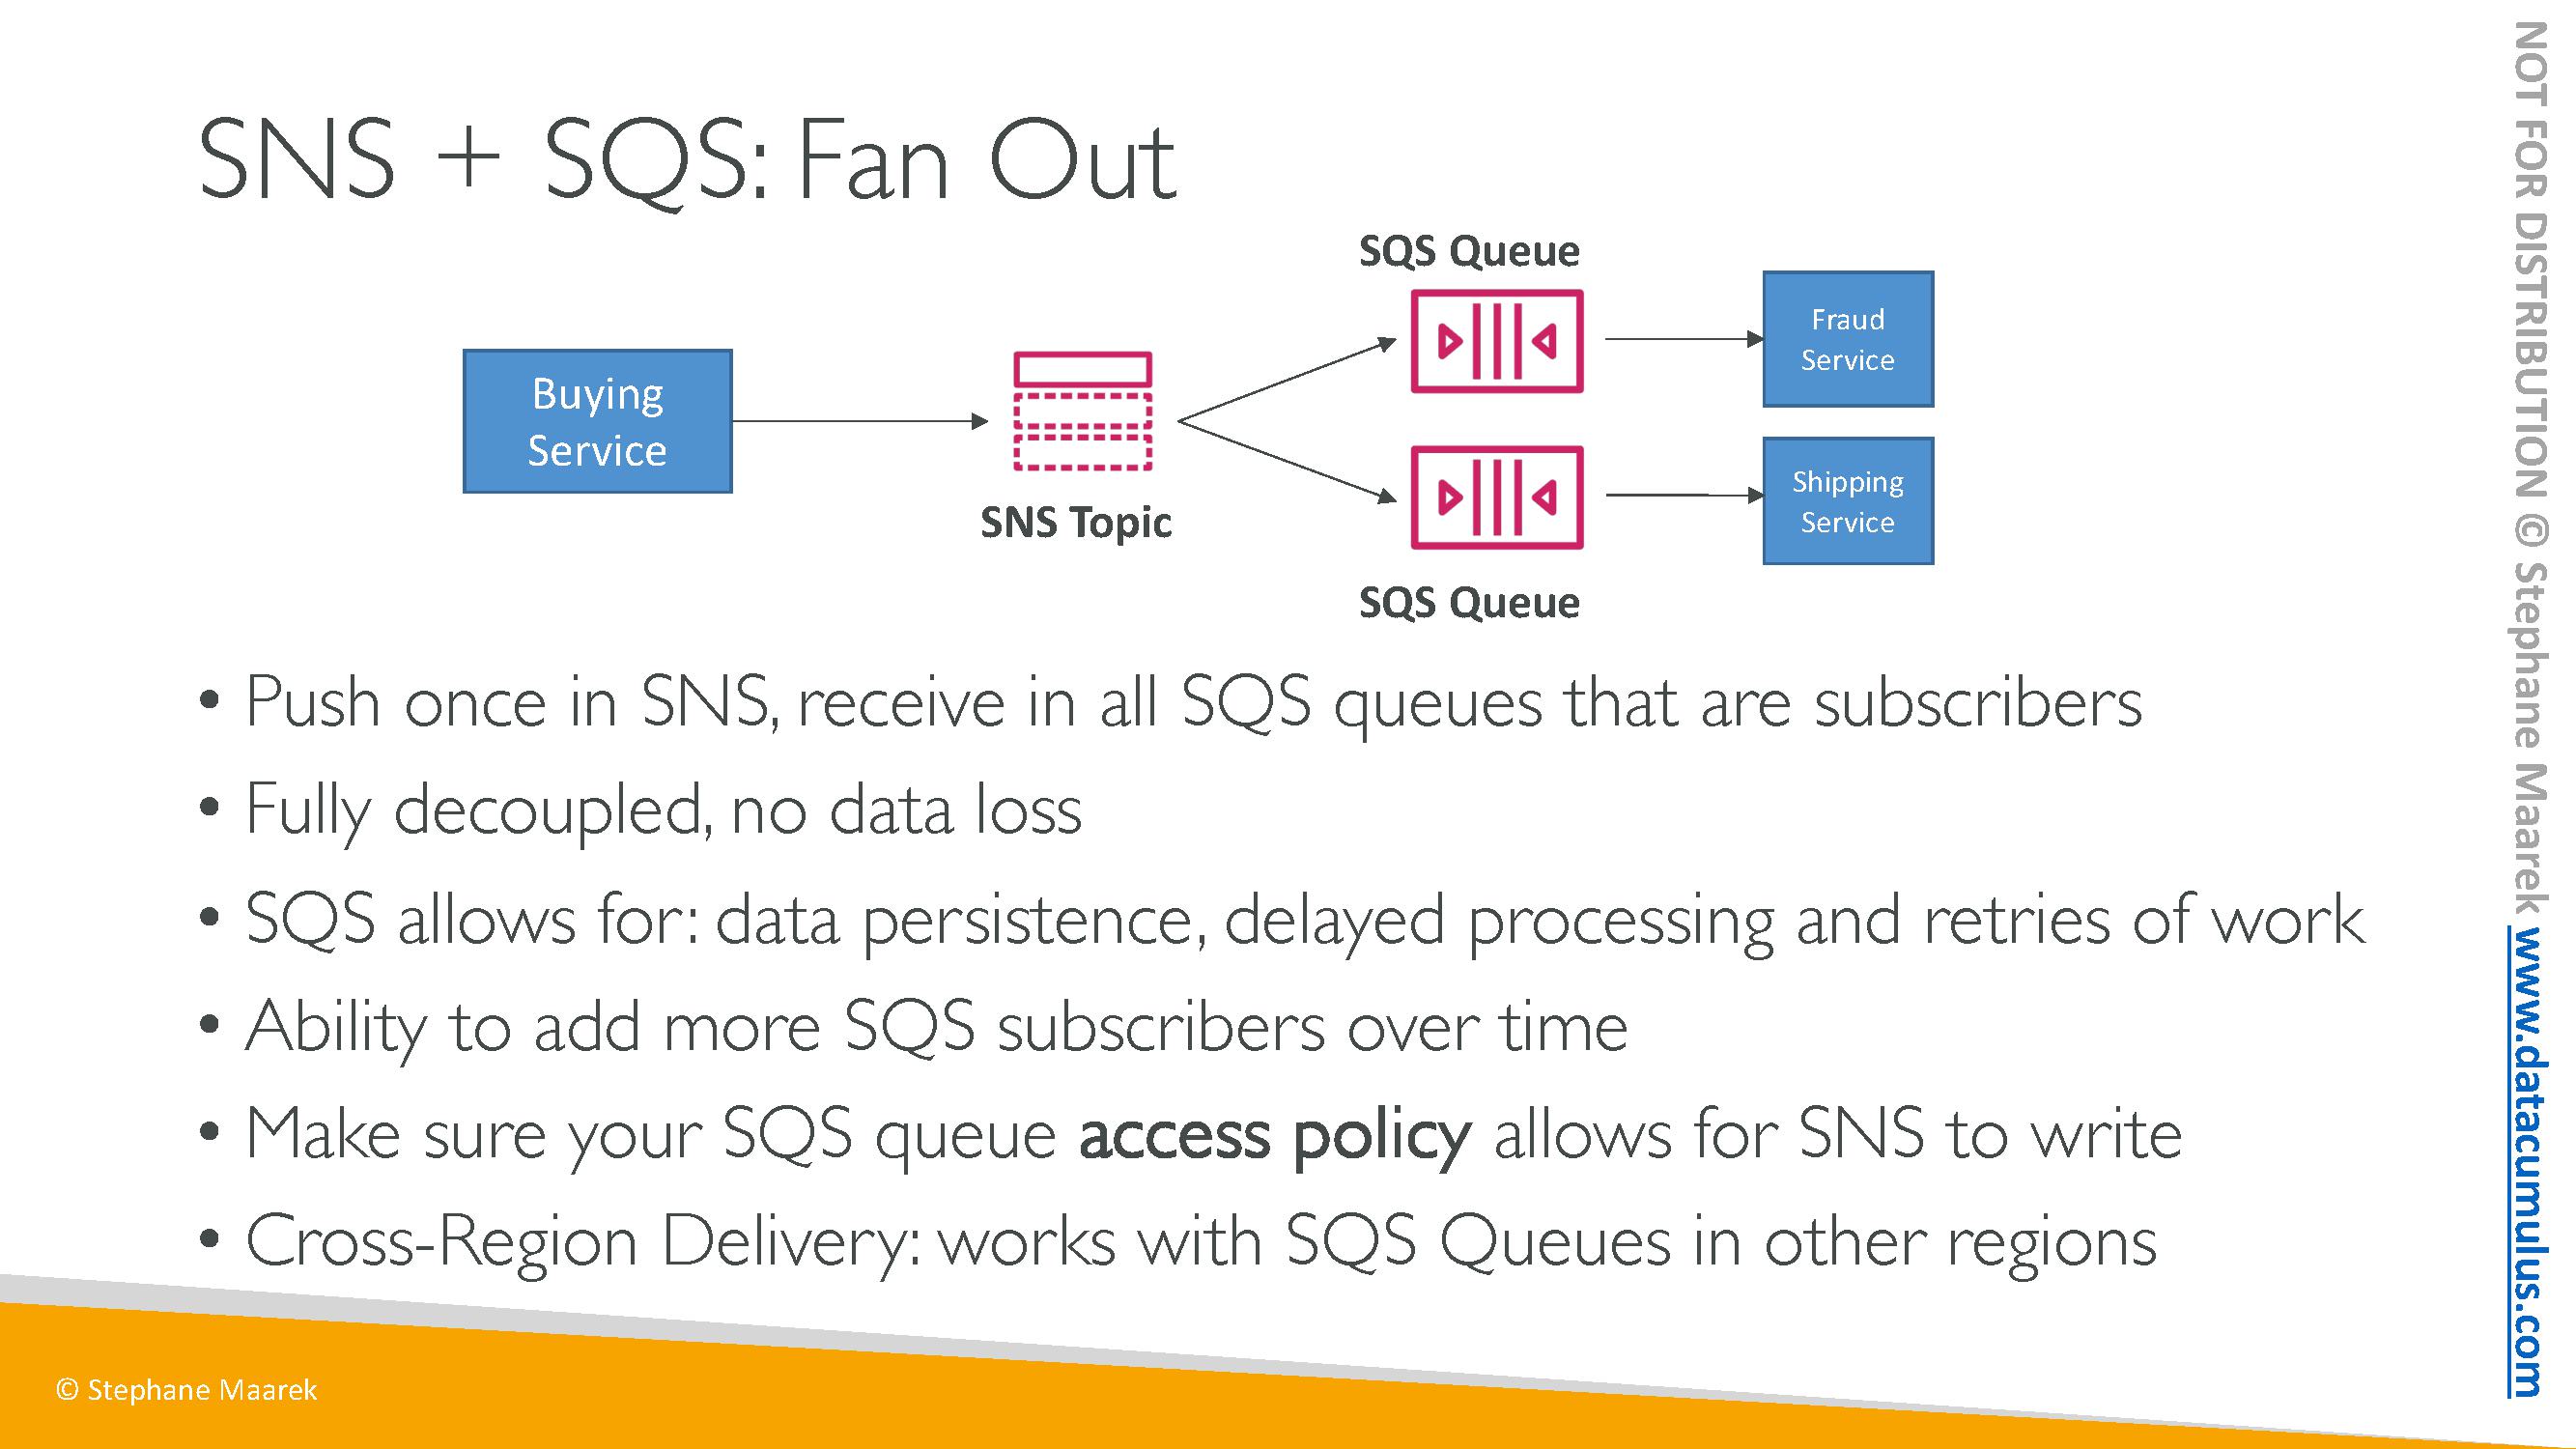 SNS + SQS: Fan Out
SQS Queue
Buying
Service
SNS Topic
Fraud
Service
Shipping
Service
SQS Queue
• Push once in SNS, receive in all SQS queues that are subscribers
• Fully decoupled, no data loss
• SQS allows for: data persistence, delayed processing and retries of work
• Ability to add more SQS subscribers over time
• Make sure your SQS queue access policy allows for SNS to write
• Cross-Region Delivery: works with SQS Queues in other regions
© Stephane Maarek
NOT FOR DISTRIBUTION © Stephane Maarek www.datacumulus.com